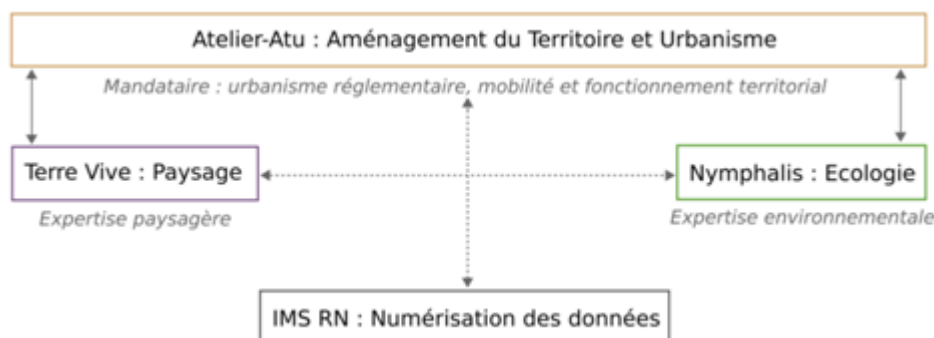 Atelier-Atu : Aménagement du Territoire et Urbanisme
Mandataire : urbanisme réglementaire, mobilité et fonctionnement territorial
Terre Vive : Paysage
Nymphalis : Ecologie
Expertise paysagère
Expertise environnementale
IMS RN : Numérisation des données